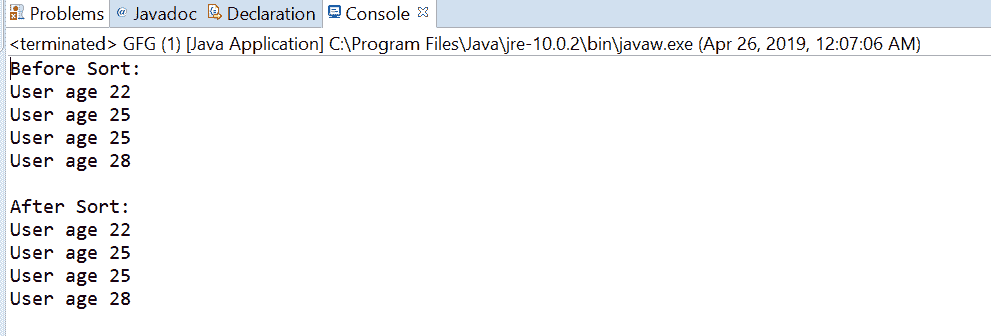 Problems @ Javadoc Declaration Console
<terminated> GFG (1) [Java Application] C:\Program Files\Java\jre-10.0.2\bin\javaw.exe (Apr 26, 2019, 12:07:06 AM)
Before Sort:
User age 22
User age 25
User age 25
User age 28
After Sort:
User age 22
User age 25
User age 25
User age 28